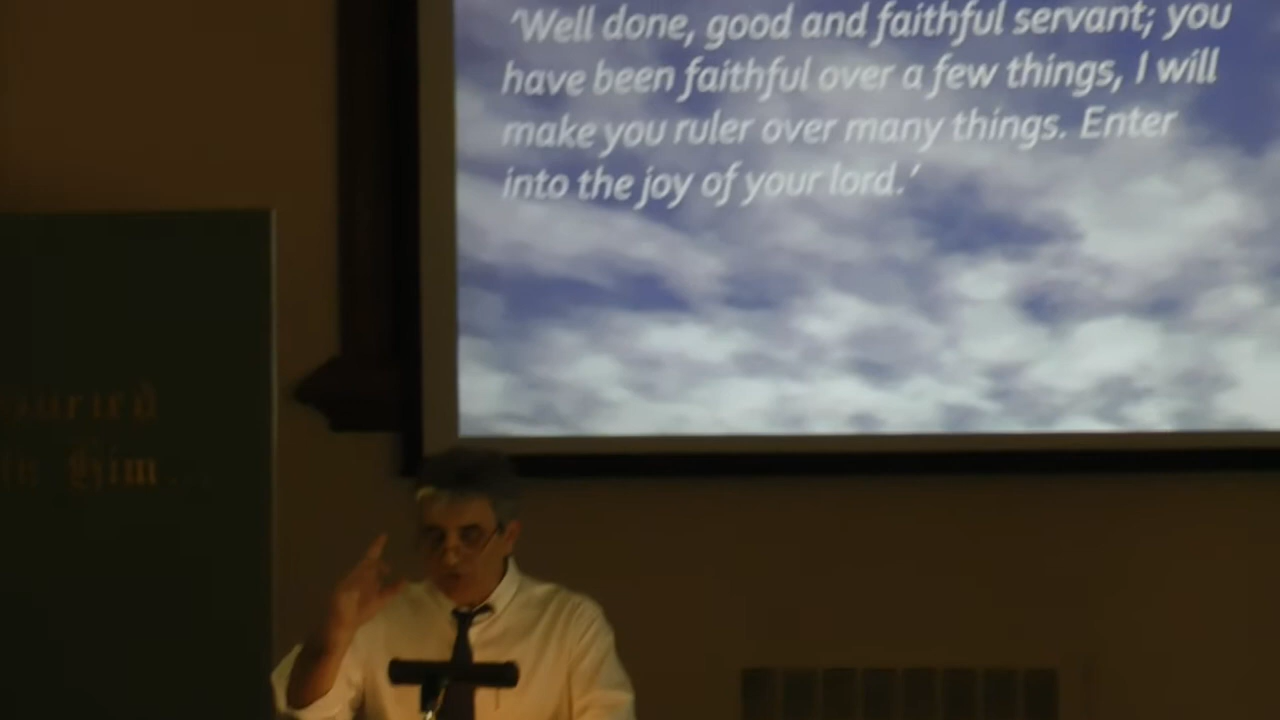 'Well done, good and faithful servant; you
have been faithful over a few things, I will
make you ruler over many things. Enter
into the joy of your lord.'
Him...